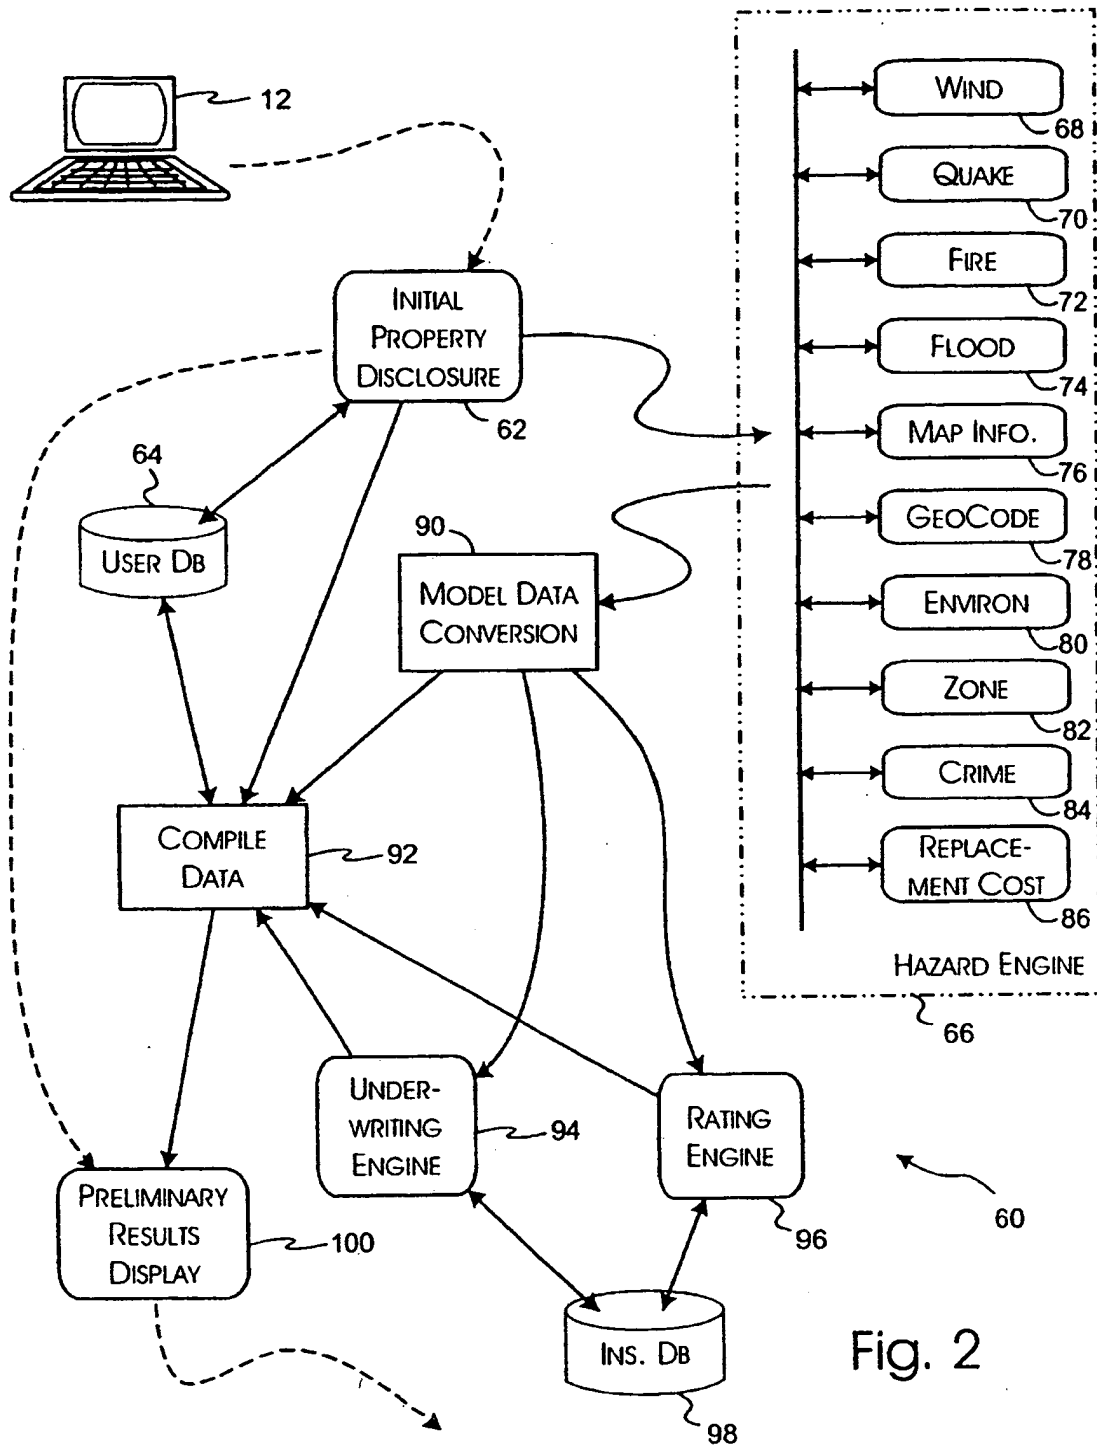 12
WIND
68
QUAKE
70
INITIAL
PROPERTY
DISCLOSURE
62
FIRE
72
FLOOD
74
MAP INFO.
76
64
USER DB
GEOCODE
78
90
MODEL DATA
CONVERSION
ENVIRON
80
ZONE
82
CRIME
84
COMPILE
DATA
92
REPLACE-
MENT COST
86
HAZARD ENGINE
66
UNDER-
WRITING
ENGINE
94
RATING
ENGINE
96
60
PRELIMINARY
RESULTS
DISPLAY
100
INS. DB
98
Fig. 2